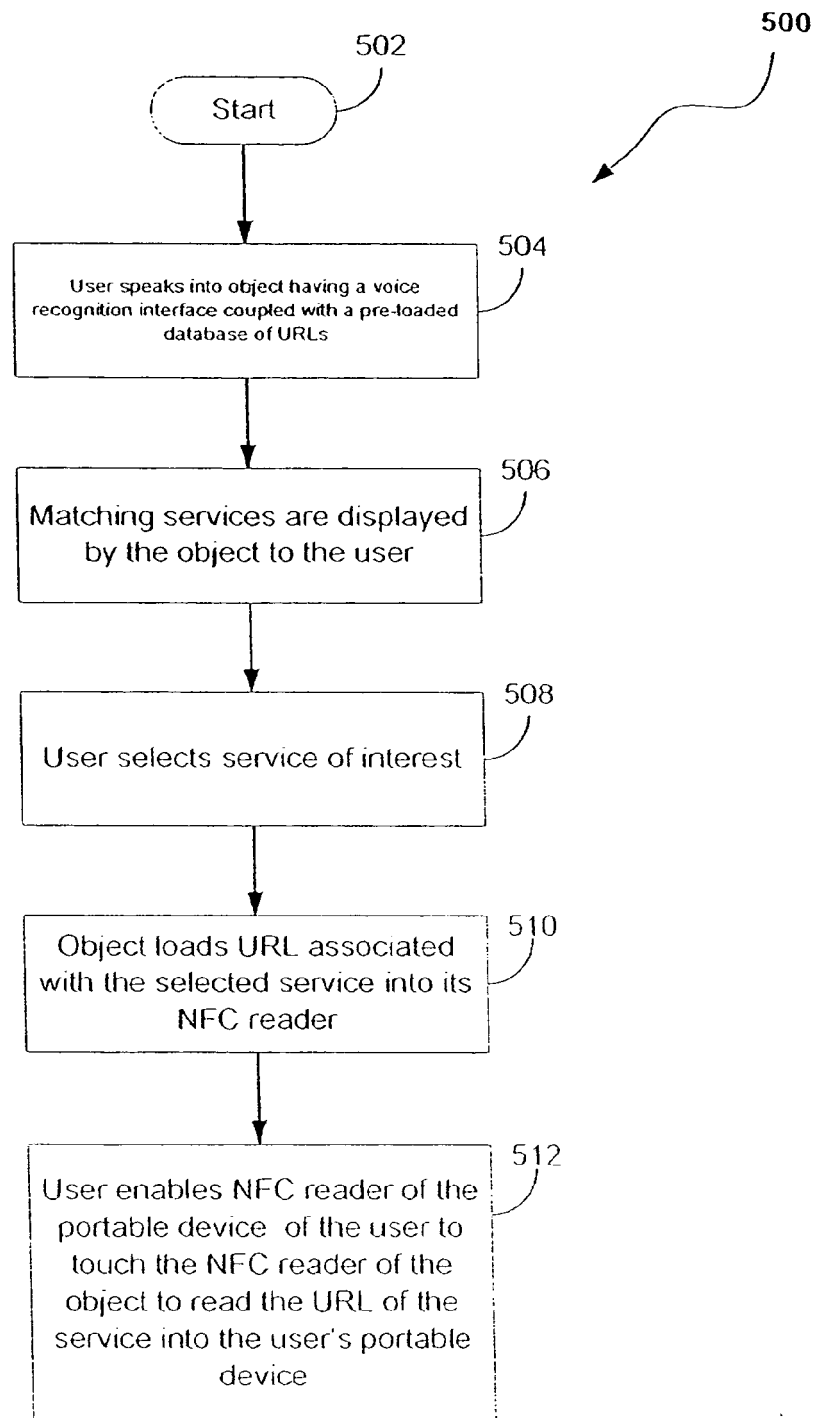 500
502
Start
504
User speaks into object having a voice
recognition interface coupled with a pre-loaded
database of URLs
506
Matching services are displayed
by the object to the user
508
User selects service of interest
510
Object loads URL associated
with the selected service into its
NFC reader
512
User enables NFC reader of the
portable device of the user to
touch the NFC reader of the
object to read the URL of the
service into the user's portable
device